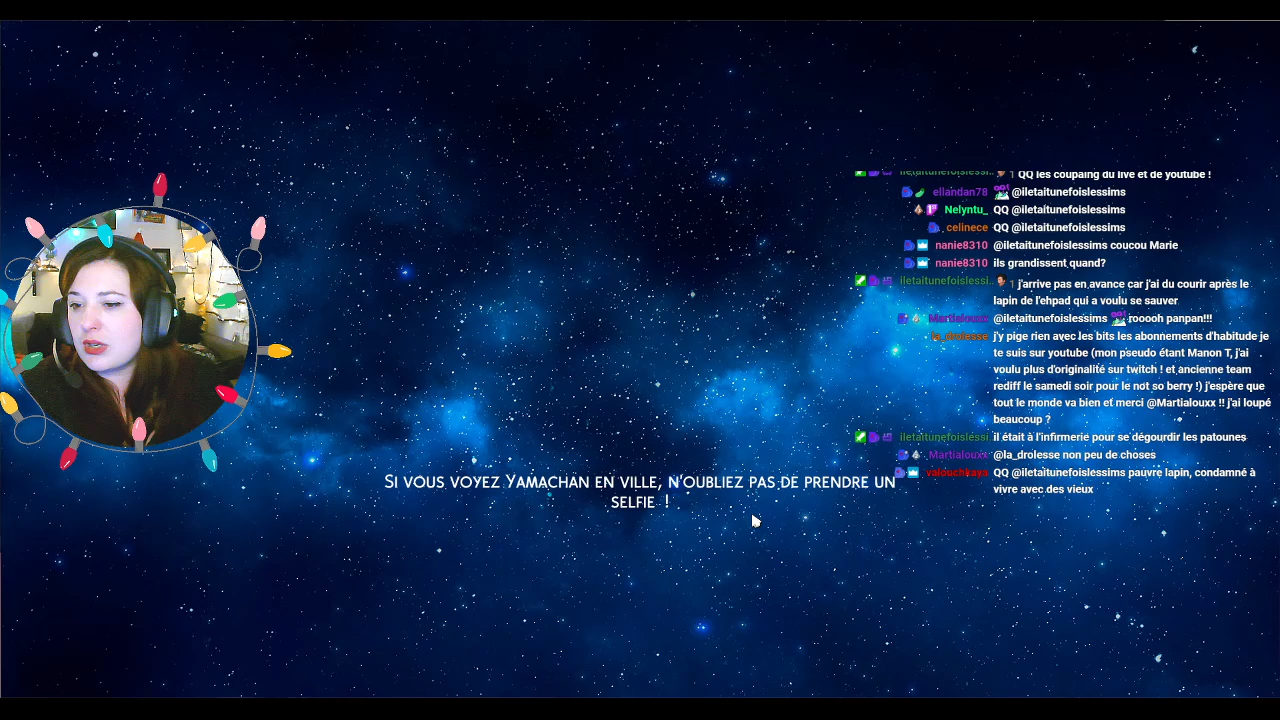 QQ les coupaing du live et de youtube !
ellandan78 @iletaitunefoislessims
Nelyntu_ QQ @iletaitunefoislessims
celinece QQ @iletaitunefoislessims
nanie8310 @iletaitunefoislessims coucou Marie
nanie8310 ils grandissent quand?
iletaitunefoislessi... 1 j'arrive pas en avance car j'ai du courir après le
lapin de l'ehpad qui a voulu se sauver
Martialouxx @iletaitunefoislessims rooooh panpan!!!
la_drolesse j'y pige rien avec les bits les abonnements d'habitude je
te suis sur youtube (mon pseudo étant Manon T, j'ai
voulu plus d'originalité sur twitch ! et ancienne team
rediff le samedi soir pour le not so berry !) j'espère que
tout le monde va bien et merci @Martialouxx !! j'ai loupé
beaucoup ?
iletaitunefoislessi... il était à l'infirmerie pour se dégourdir les patounes
Martialouxx @la_drolesse non peu de choses
valouchkaya QQ @iletaitunefoislessims pauvre lapin, condamné à
vivre avec des vieux
Si vous voyez Yamachan en ville, n'oubliez pas de prendre un
selfie !